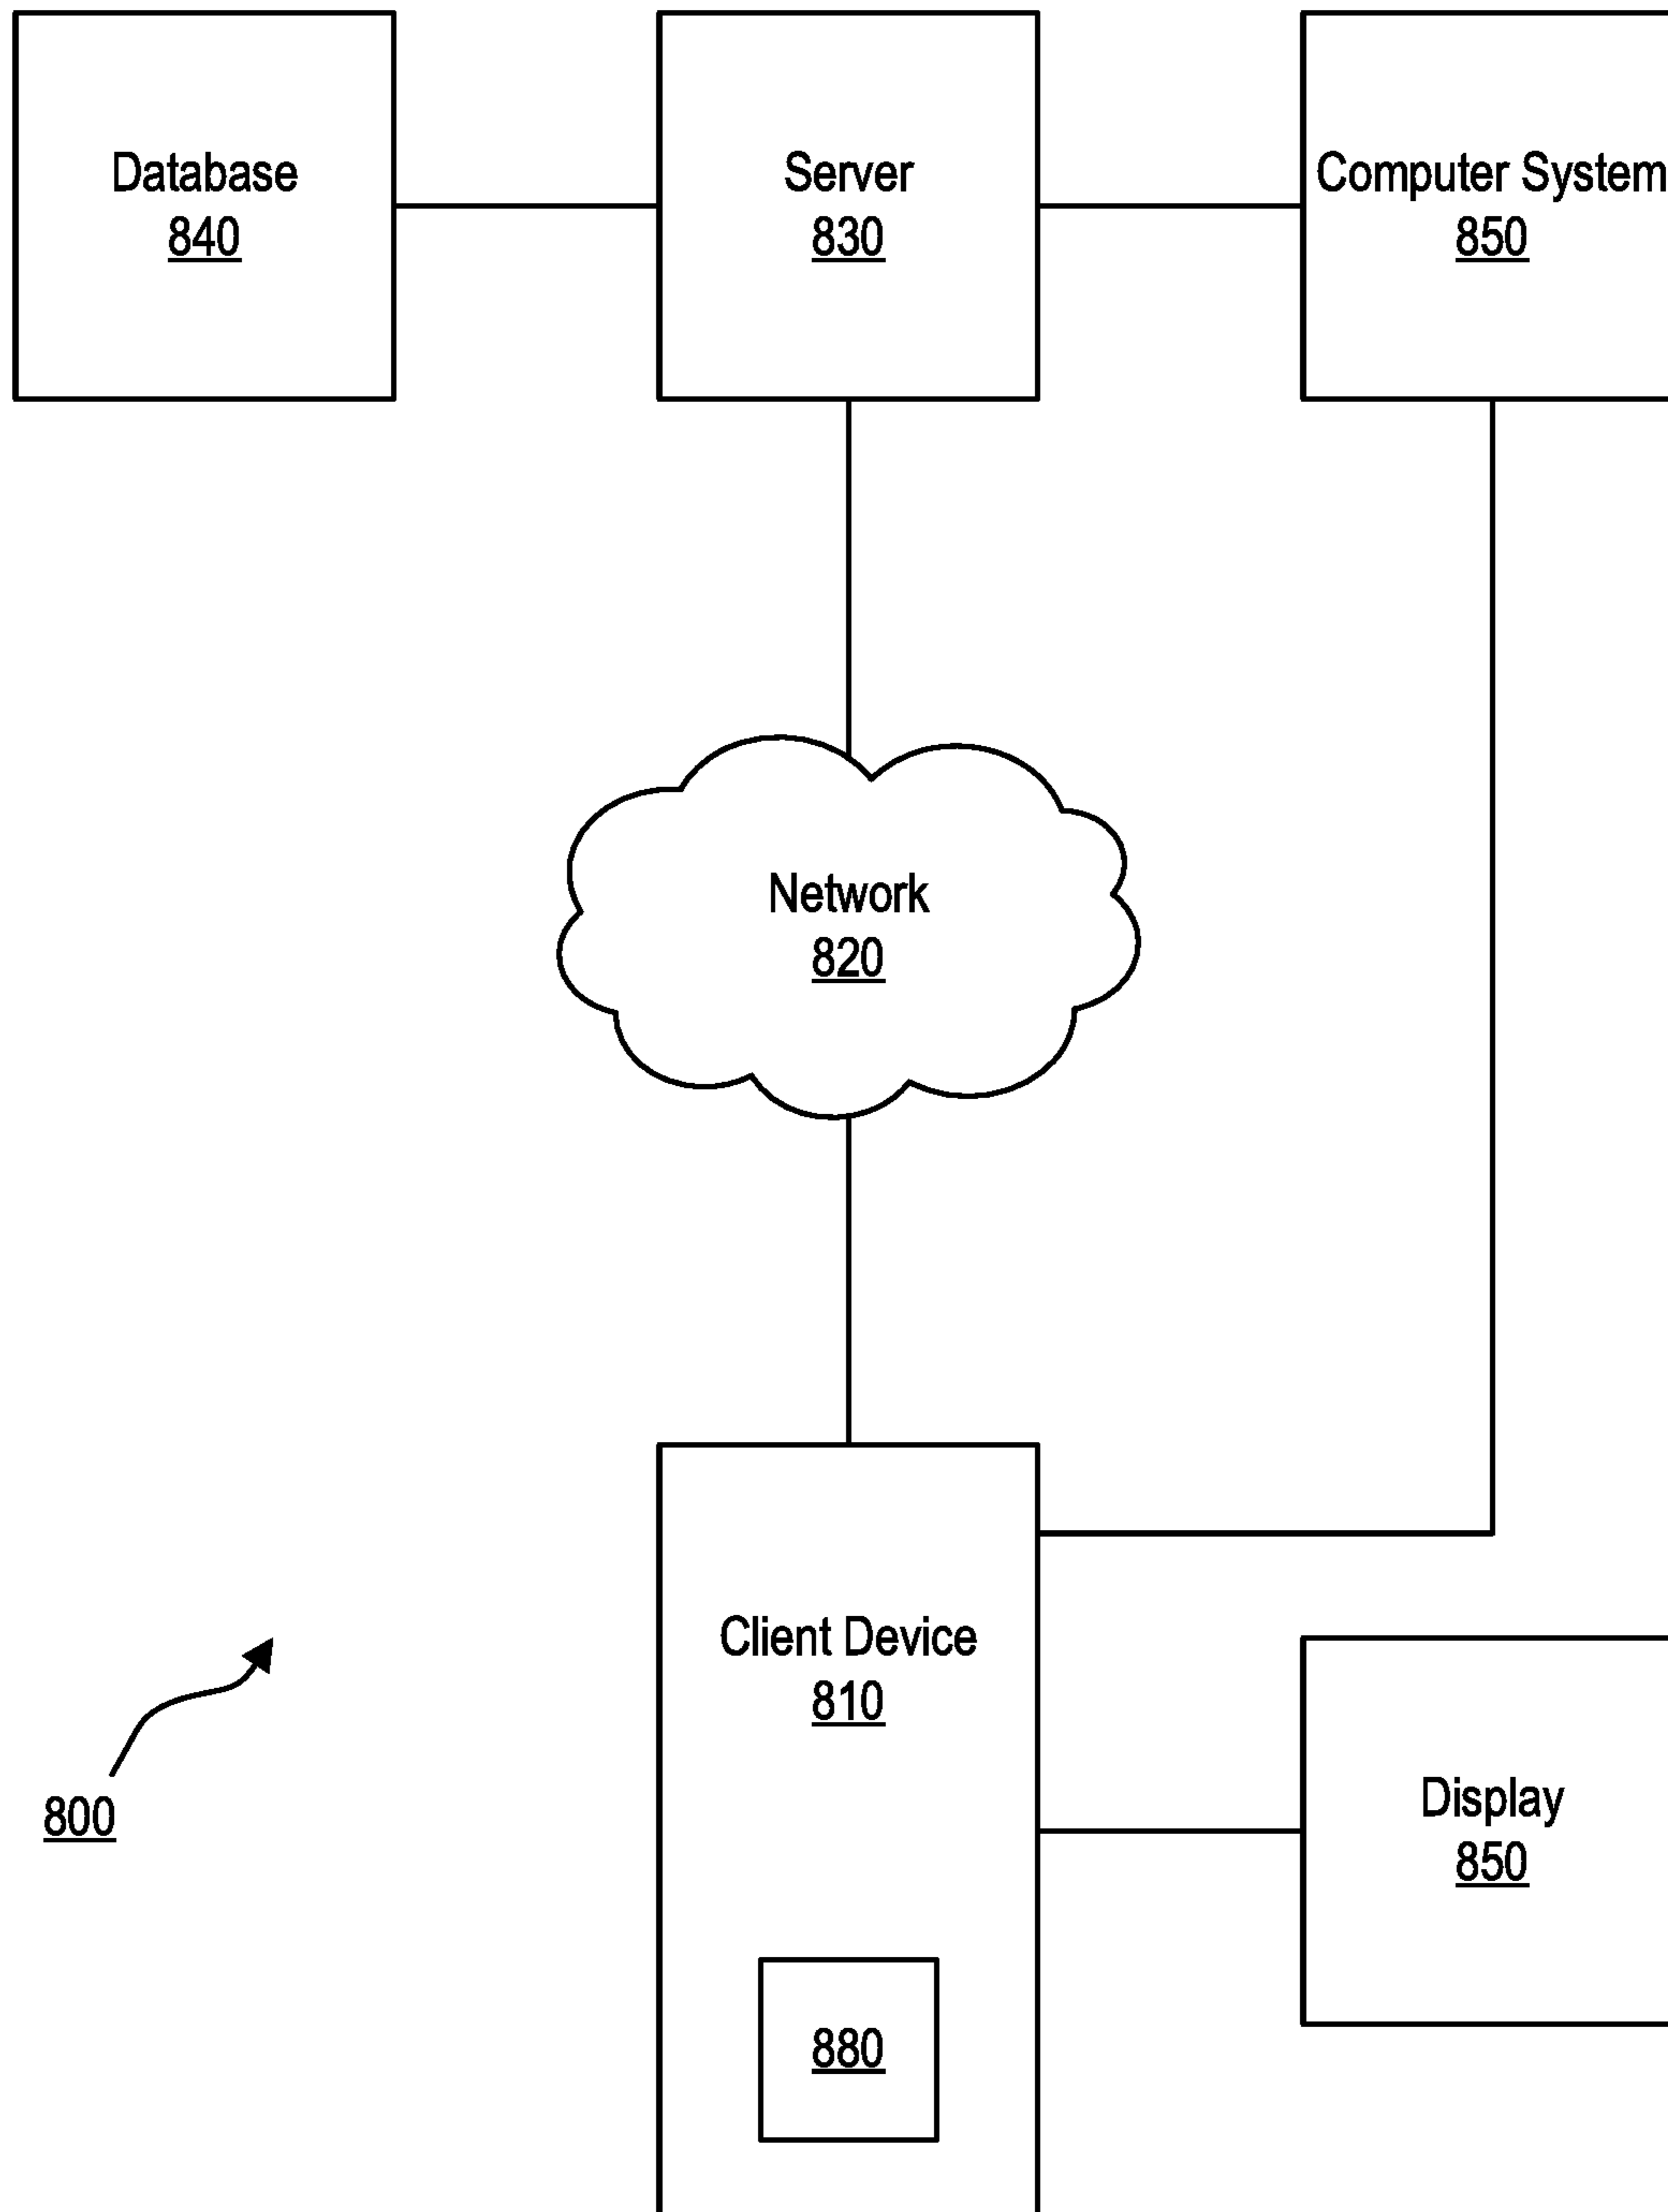 Database
840
Server
830
Computer System
850
Network
820
Client Device
810
800
Display
850
880